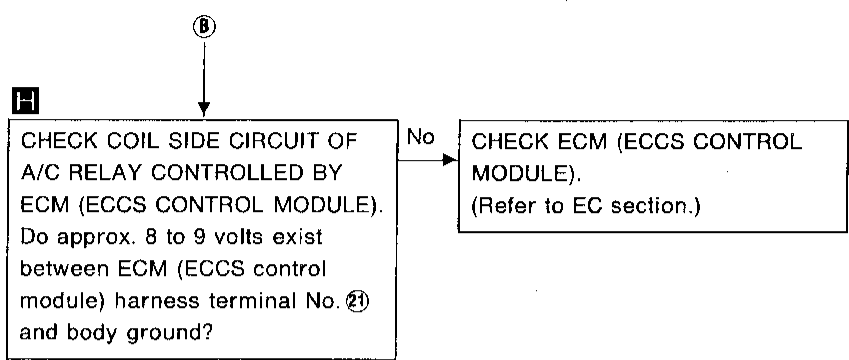 B
H
CHECK COIL SIDE CIRCUIT OF
A/C RELAY CONTROLLED BY
ECM (ECCS CONTROL MODULE).
Do approx. 8 to 9 volts exist
between ECM (ECCS control
module) harness terminal No. 21
and body ground?
No
CHECK ECM (ECCS CONTROL
MODULE).
(Refer to EC section.)